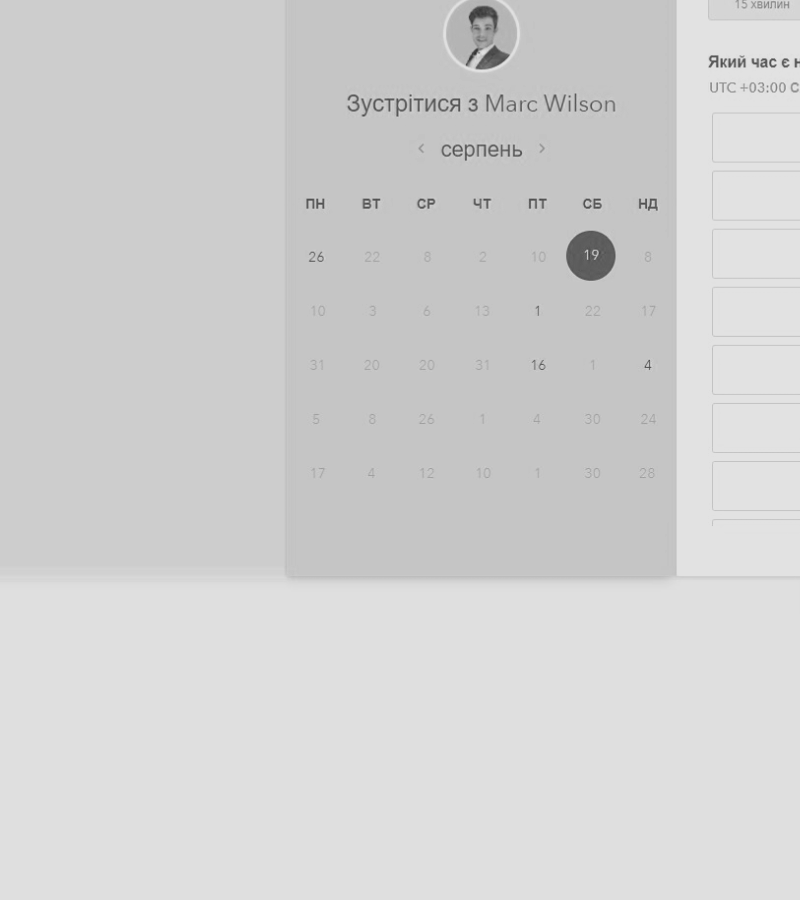 15 хвилин
Зустрітися з Marc Wilson
серпень
ПН ВТ СР ЧТ ПТ СБ НД
26 22 8 2 10 19 8
10 3 6 13 1 22 17
31 20 20 31 16 1 4
5 8 26 1 4 30 24
17 4 12 10 1 30 28
Який час є
UTC +03:00